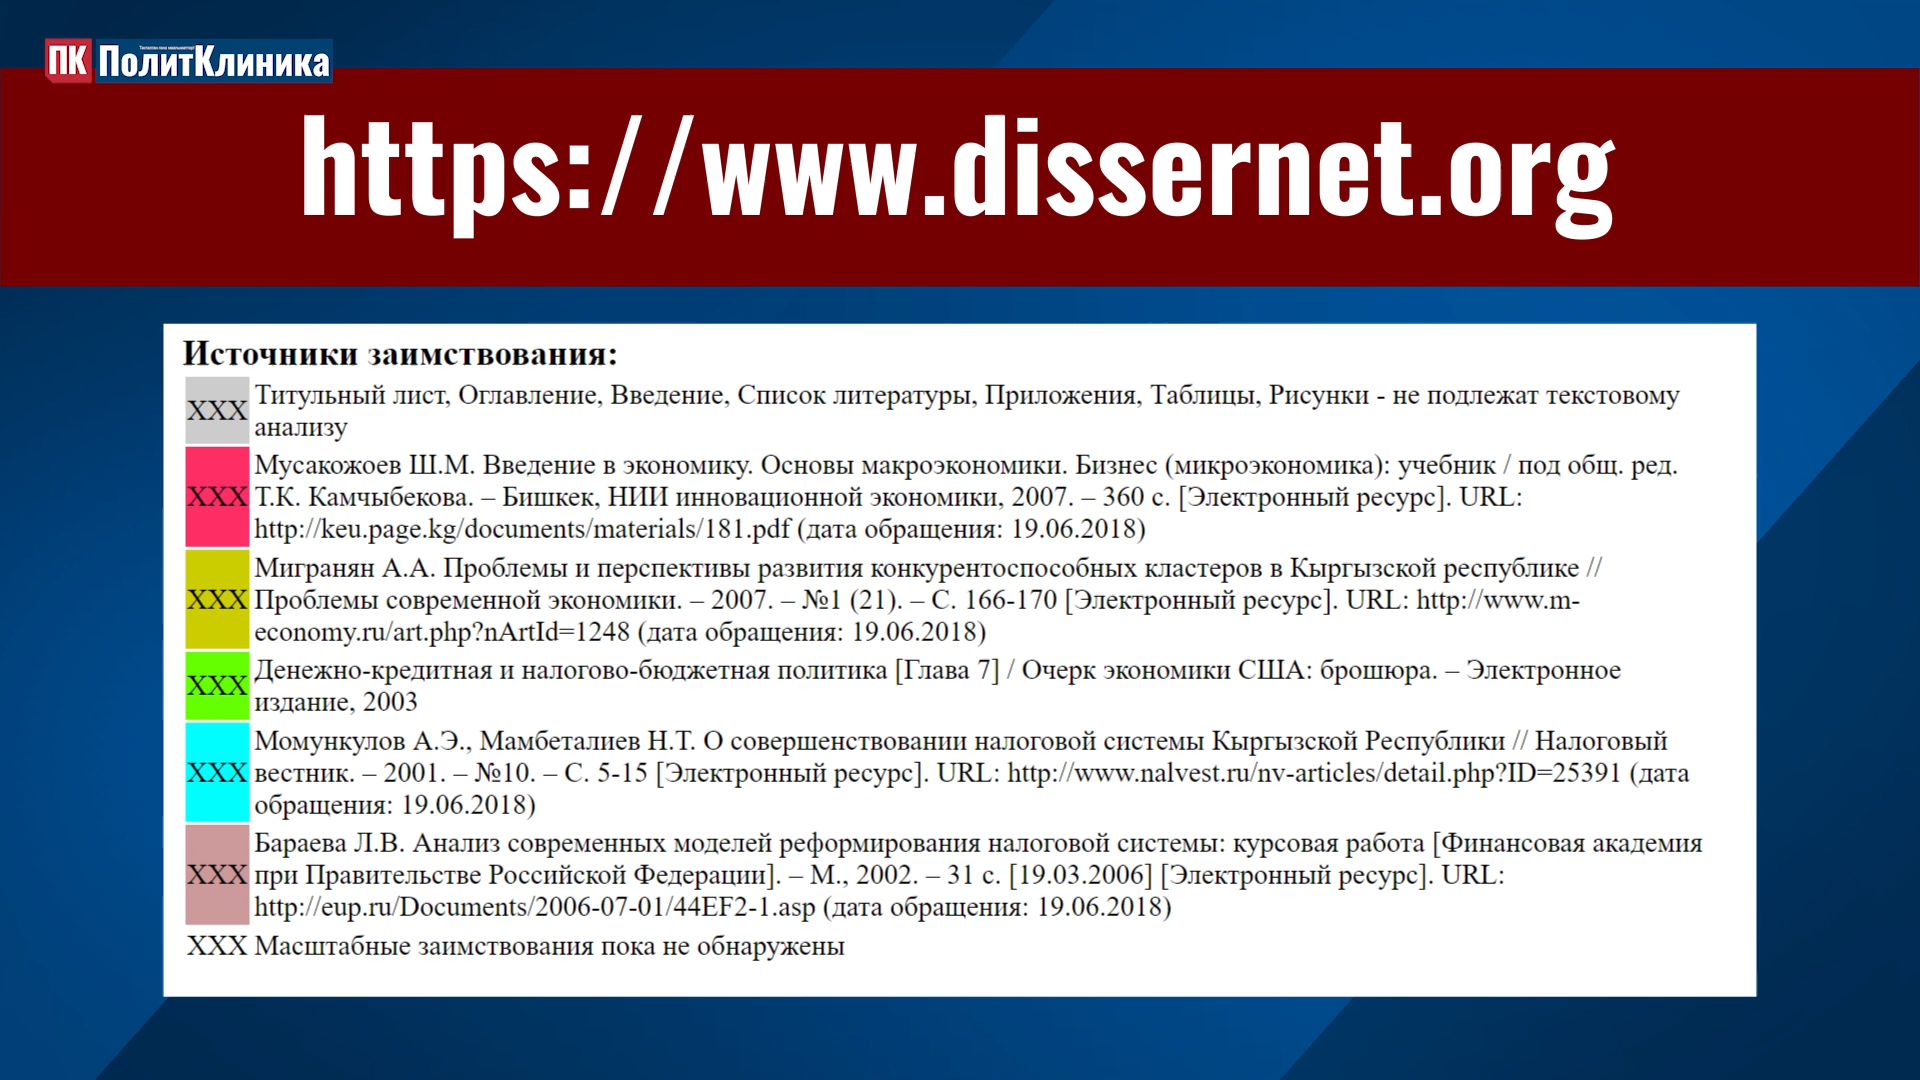 ПК ПолитКлиника
https://www.dissernet.org
Источники заимствования:
XXX Титульный лист, Оглавление, Введение, Список литературы, Приложения, Таблицы, Рисунки - не подлежат текстовому
анализу
XXX Мусакожоев Ш.М. Введение в экономику. Основы макроэкономики. Бизнес (микроэкономика): учебник / под общ. ред.
Т.К. Камчыбекова. – Бишкек, НИИ инновационной экономики, 2007. – 360 с. [Электронный ресурс]. URL:
http://keu.page.kg/documents/materials/181.pdf (дата обращения: 19.06.2018)
XXX Мигранян А.А. Проблемы и перспективы развития конкурентоспособных кластеров в Кыргызской республике //
Проблемы современной экономики. – 2007. – №1 (21). – С. 166-170 [Электронный ресурс]. URL: http://www.m-
economy.ru/art.php?nArtId=1248 (дата обращения: 19.06.2018)
XXX Денежно-кредитная и налогово-бюджетная политика [Глава 7] / Очерк экономики США: брошюра. – Электронное
издание, 2003
XXX Момункулов А.Э., Мамбеталиев Н.Т. О совершенствовании налоговой системы Кыргызской Республики // Налоговый
вестник. – 2001. – №10. – С. 5-15 [Электронный ресурс]. URL: http://www.nalvest.ru/nv-articles/detail.php?ID=25391 (дата
обращения: 19.06.2018)
XXX Бараева Л.В. Анализ современных моделей реформирования налоговой системы: курсовая работа [Финансовая академия
при Правительстве Российской Федерации]. – М., 2002. – 31 с. [19.03.2006] [Электронный ресурс]. URL:
http://eup.ru/Documents/2006-07-01/44EF2-1.asp (дата обращения: 19.06.2018)
XXX Масштабные заимствования пока не обнаружены